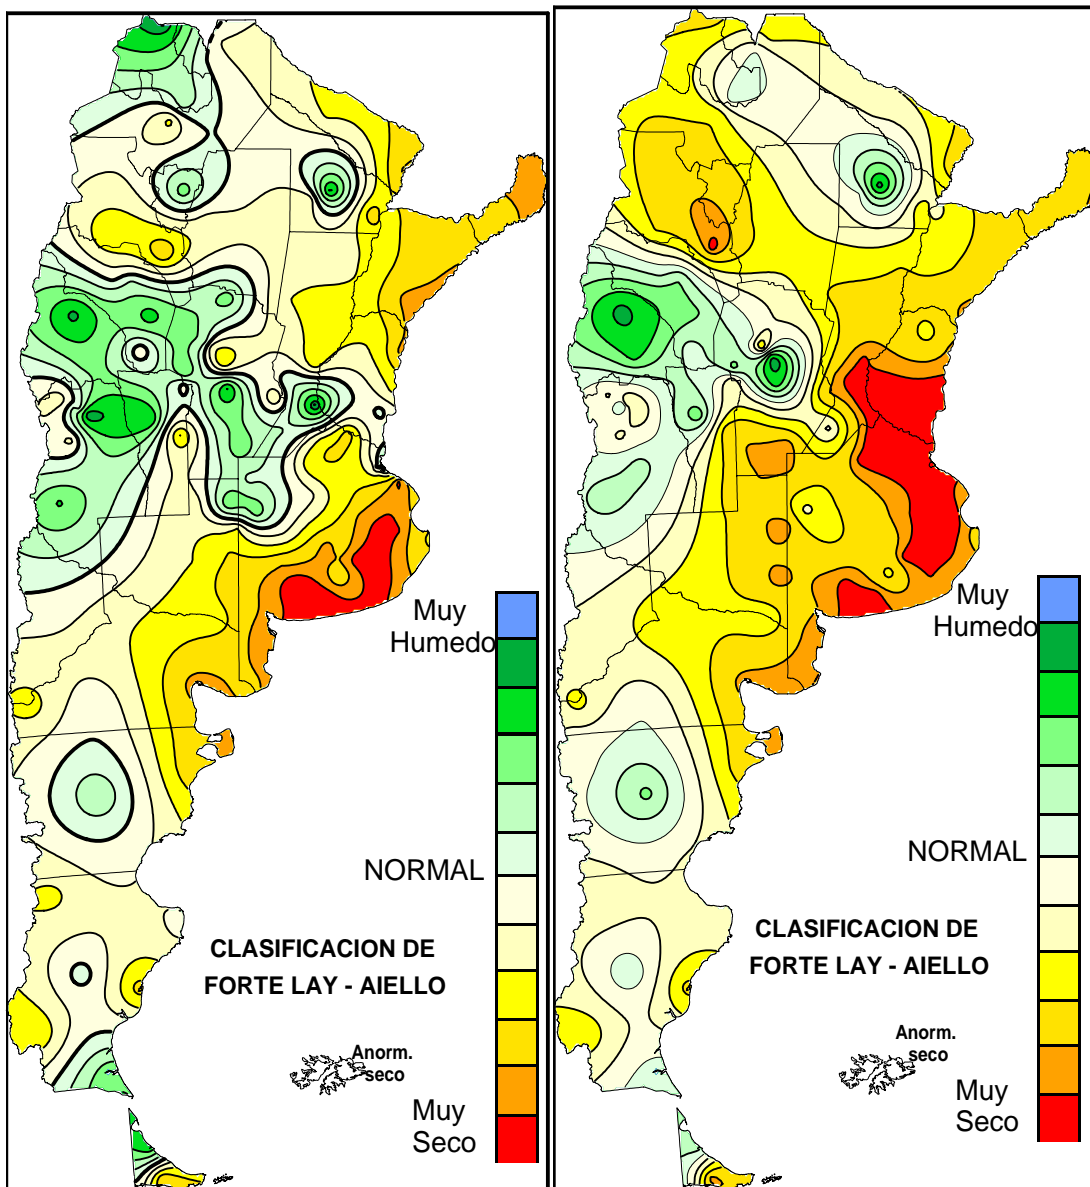 Muy
Humedo
NORMAL
CLASIFICACION DE
FORTE LAY - AIELLO
Anorm.
seco
Muy
Seco
Muy
Humedo
NORMAL
CLASIFICACION DE
FORTE LAY - AIELLO
Anorm.
seco
Muy
Seco